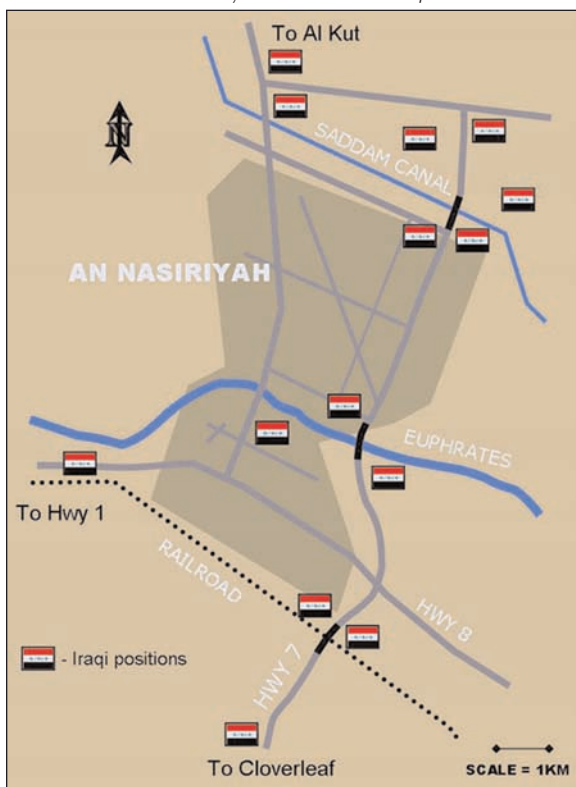 To Al Kut
N
SADDAM CANAL
AN NASIRIYAH
EUPHRATES
To Hwy 1
RAILROAD
HWY 8
- Iraqi positions
HWY 7
To Cloverleaf
SCALE = 1KM